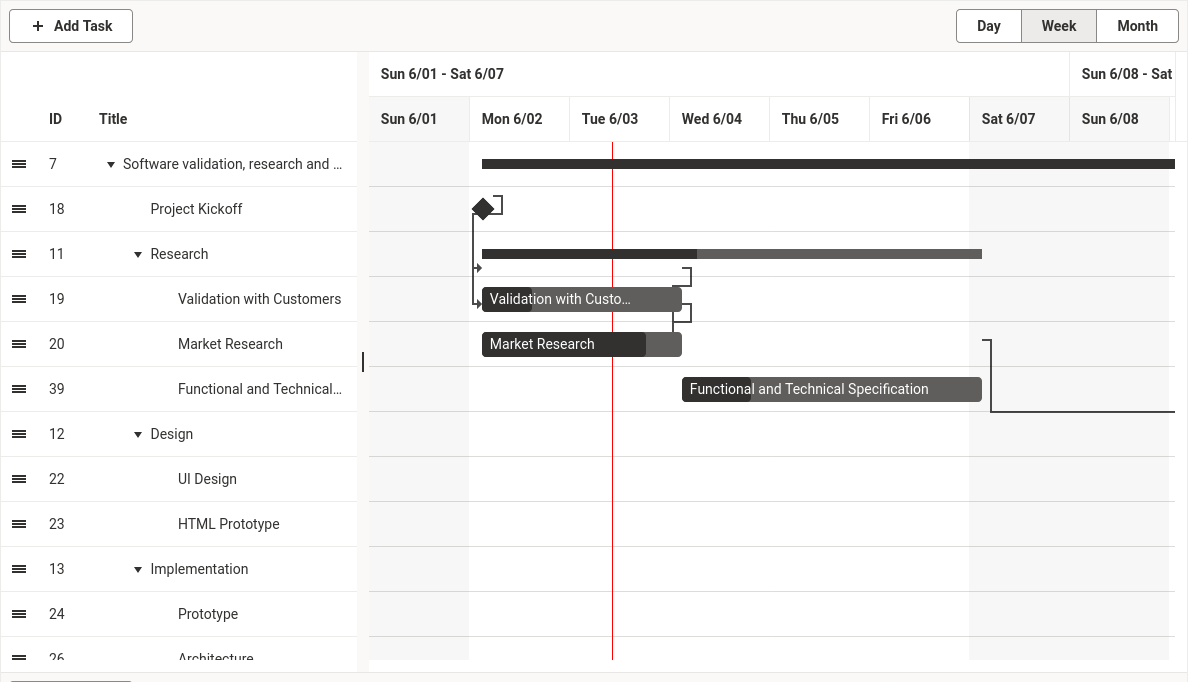 Add Task
Day Week Month
Sun 6/01 - Sat 6/07 Sun 6/08 - Sat
ID Title Sun 6/01 Mon 6/02 Tue 6/03 Wed 6/04 Thu 6/05 Fri 6/06 Sat 6/07 Sun 6/08
7 Software validation, research and ...
18 Project Kickoff
11 Research
19 Validation with Customers Validation with Custo...
20 Market Research Market Research
39 Functional and Technical... Functional and Technical Specification
12 Design
22 UI Design
23 HTML Prototype
13 Implementation
24 Prototype
26 Architecture